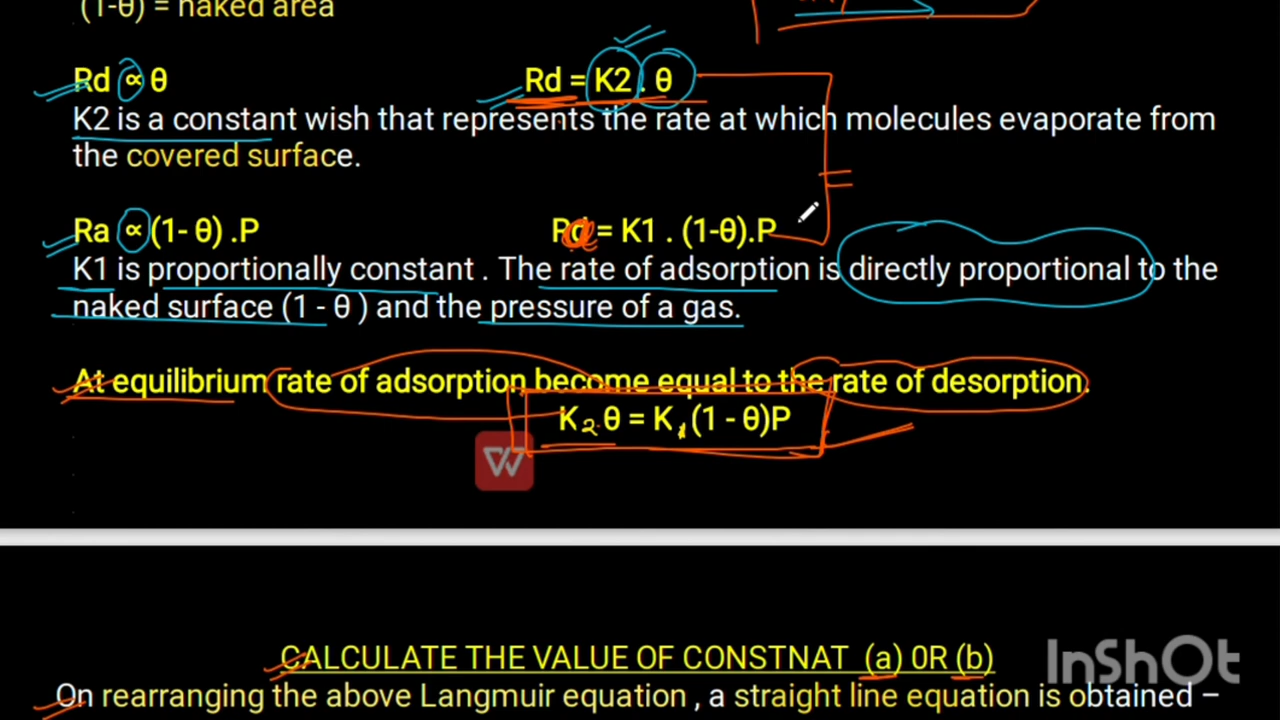 (1-θ) = naked area
Rd ∝ θ Rd = K2 . θ
K2 is a constant wish that represents the rate at which molecules evaporate from
the covered surface.
Ra ∝ (1- θ) .P Ra = K1 . (1-θ).P
K1 is proportionally constant . The rate of adsorption is directly proportional to the
naked surface (1 - θ ) and the pressure of a gas.
At equilibrium rate of adsorption become equal to the rate of desorption.
K2 θ = K1 (1 - θ)P
W
CALCULATE THE VALUE OF CONSTNAT (a) 0R (b)
InShOt
On rearranging the above Langmuir equation , a straight line equation is obtained –